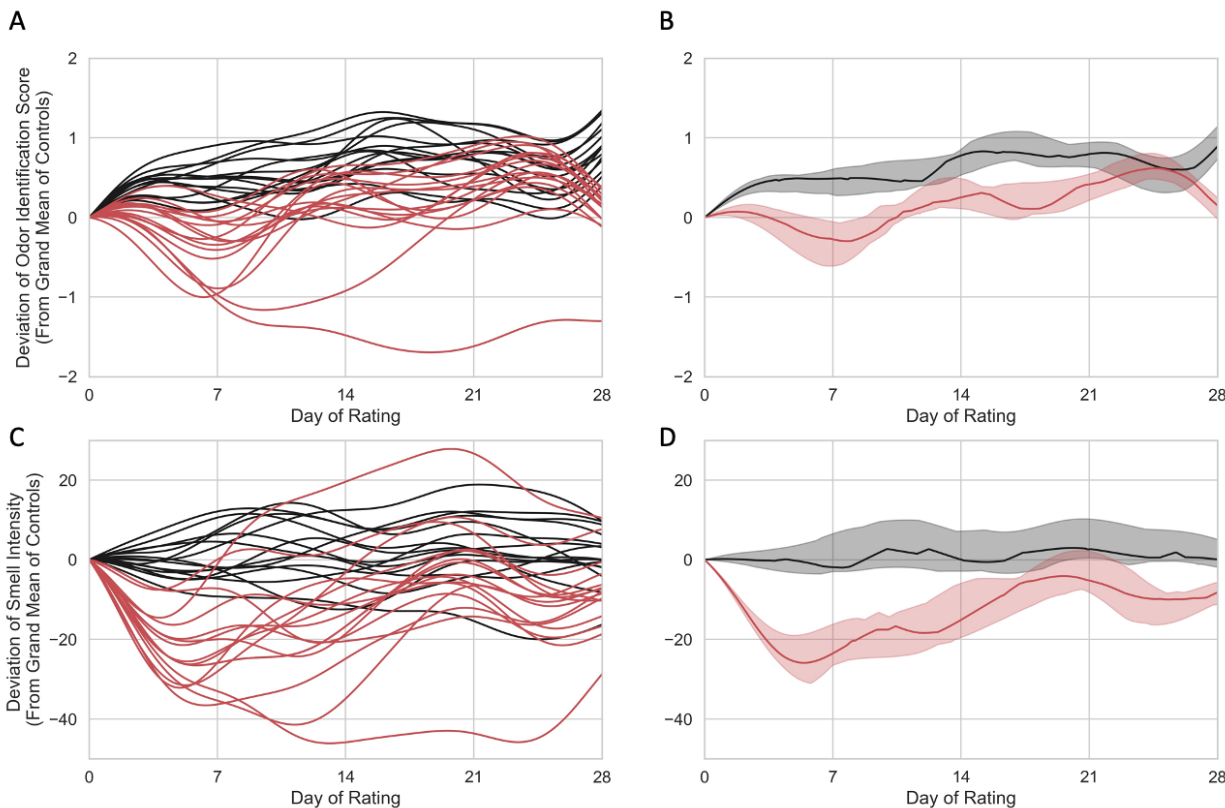 A
B
2
1
0
−1
−2
Deviation of Odor Identification Score
(From Grand Mean of Controls)
0 7 14 21 28
Day of Rating
2
1
0
−1
−2
0 7 14 21 28
Day of Rating
C
D
20
0
−20
−40
Deviation of Smell Intensity
(From Grand Mean of Controls)
0 7 14 21 28
Day of Rating
20
0
−20
−40
0 7 14 21 28
Day of Rating